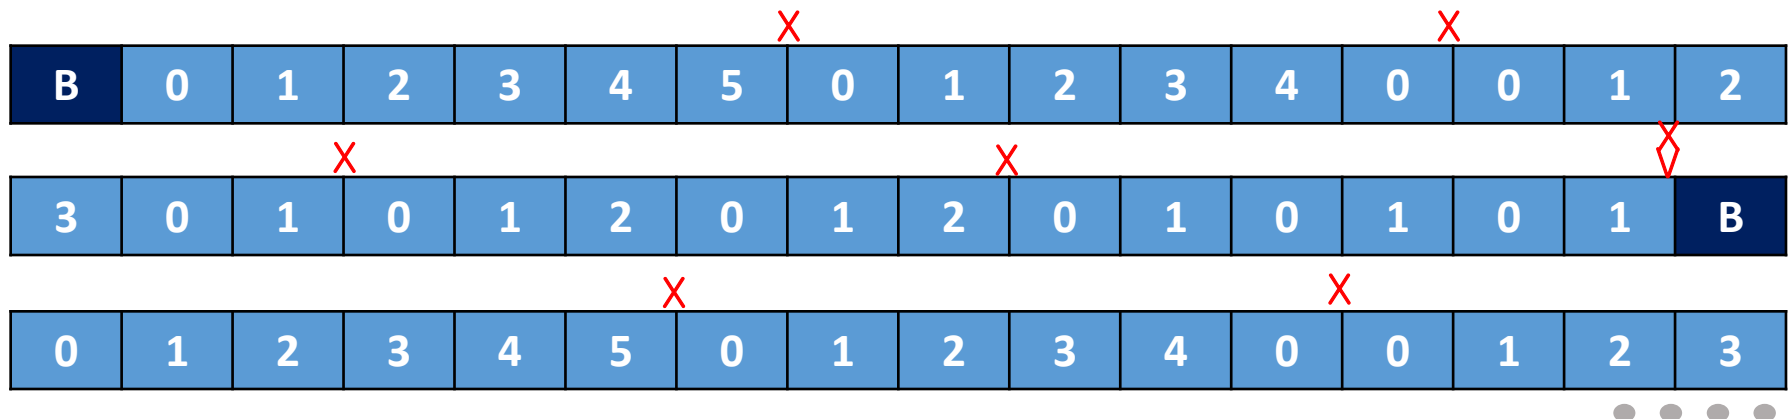 X X
B 0 1 2 3 4 5 0 1 2 3 4 0 0 1 2
X X X
3 0 1 0 1 2 0 1 2 0 1 0 1 0 1 B
X X
0 1 2 3 4 5 0 1 2 3 4 0 0 1 2 3